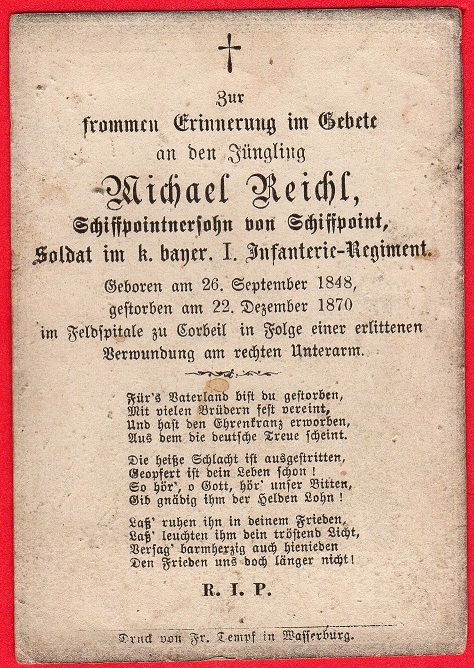 Zur
frommen Erinnerung im Gebete
an den Jüngling
Michael Reichl,
Schiffpointnersohn von Schiffpoint,
Soldat im k. bayer. I. Infanterie-Regiment.
Geboren am 26. September 1848,
gestorben am 22. Dezember 1870
im Feldspitale zu Corbeil in Folge einer erlittenen
Verwundung am rechten Unterarm.
Für's Vaterland bist du gestorben,
Mit vielen Brüdern fest vereint,
Und hast den Ehrenkranz erworben,
Aus dem die deutsche Treue scheint.
Die heiße Schlacht ist ausgestritten,
Geopfert ist dein Leben schon!
So hör', o Gott, hör' unser Bitten,
Gib gnädig ihm der Helden Lohn!
Laß' ruhen ihn in deinem Frieden,
Laß' leuchten ihm dein tröstend Licht,
Versag' barmherzig auch hienieden
Den Frieden uns doch länger nicht!
R. I. P.
Druck von Fr. Dempf in Wasserburg.